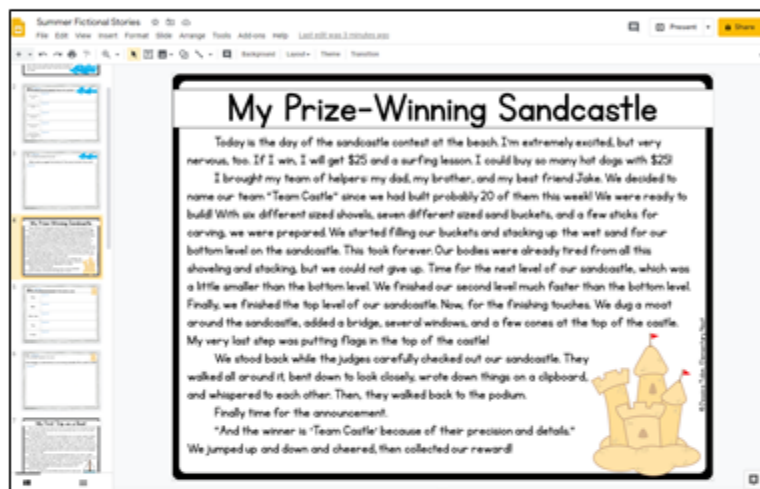 Summer Fictional Stories
File Edit View Insert Format Slide Arrange Tools Add-ons Help Last edit was 3 minutes ago
Present
Share
Background Layout Theme Transition
My Prize-Winning Sandcastle
Today is the day of the sandcastle contest at the beach. I'm extremely excited, but very
nervous, too. If I win, I will get $25 and a surfing lesson. I could buy so many hot dogs with $25!
I brought my team of helpers: my dad, my brother, and my best friend Jake. We decided to
name our team "Team Castle" since we had built probably 20 of them this week! We were ready to
build! With six different sized shovels, seven different sized sand buckets, and a few sticks for
carving, we were prepared. We started filling our buckets and stacking up the wet sand for our
bottom level on the sandcastle. This took forever. Our bodies were already tired from all this
shoveling and stacking, but we could not give up. Time for the next level of our sandcastle, which was
a little smaller than the bottom level. We finished our second level much faster than the bottom level.
Finally, we finished the top level of our sandcastle. Now, for the finishing touches. We dug a moat
around the sandcastle, added a bridge, several windows, and a few cones at the top of the castle.
My very last step was putting flags in the top of the castle!
We stood back while the judges carefully checked out our sandcastle. They
walked all around it, bent down to look closely, wrote down things on a clipboard,
and whispered to each other. Then, they walked back to the podium.
Finally time for the announcement.
"And the winner is 'Team Castle' because of their precision and details."
We jumped up and down and cheered, then collected our reward!
My Prize-Winning Sandcastle